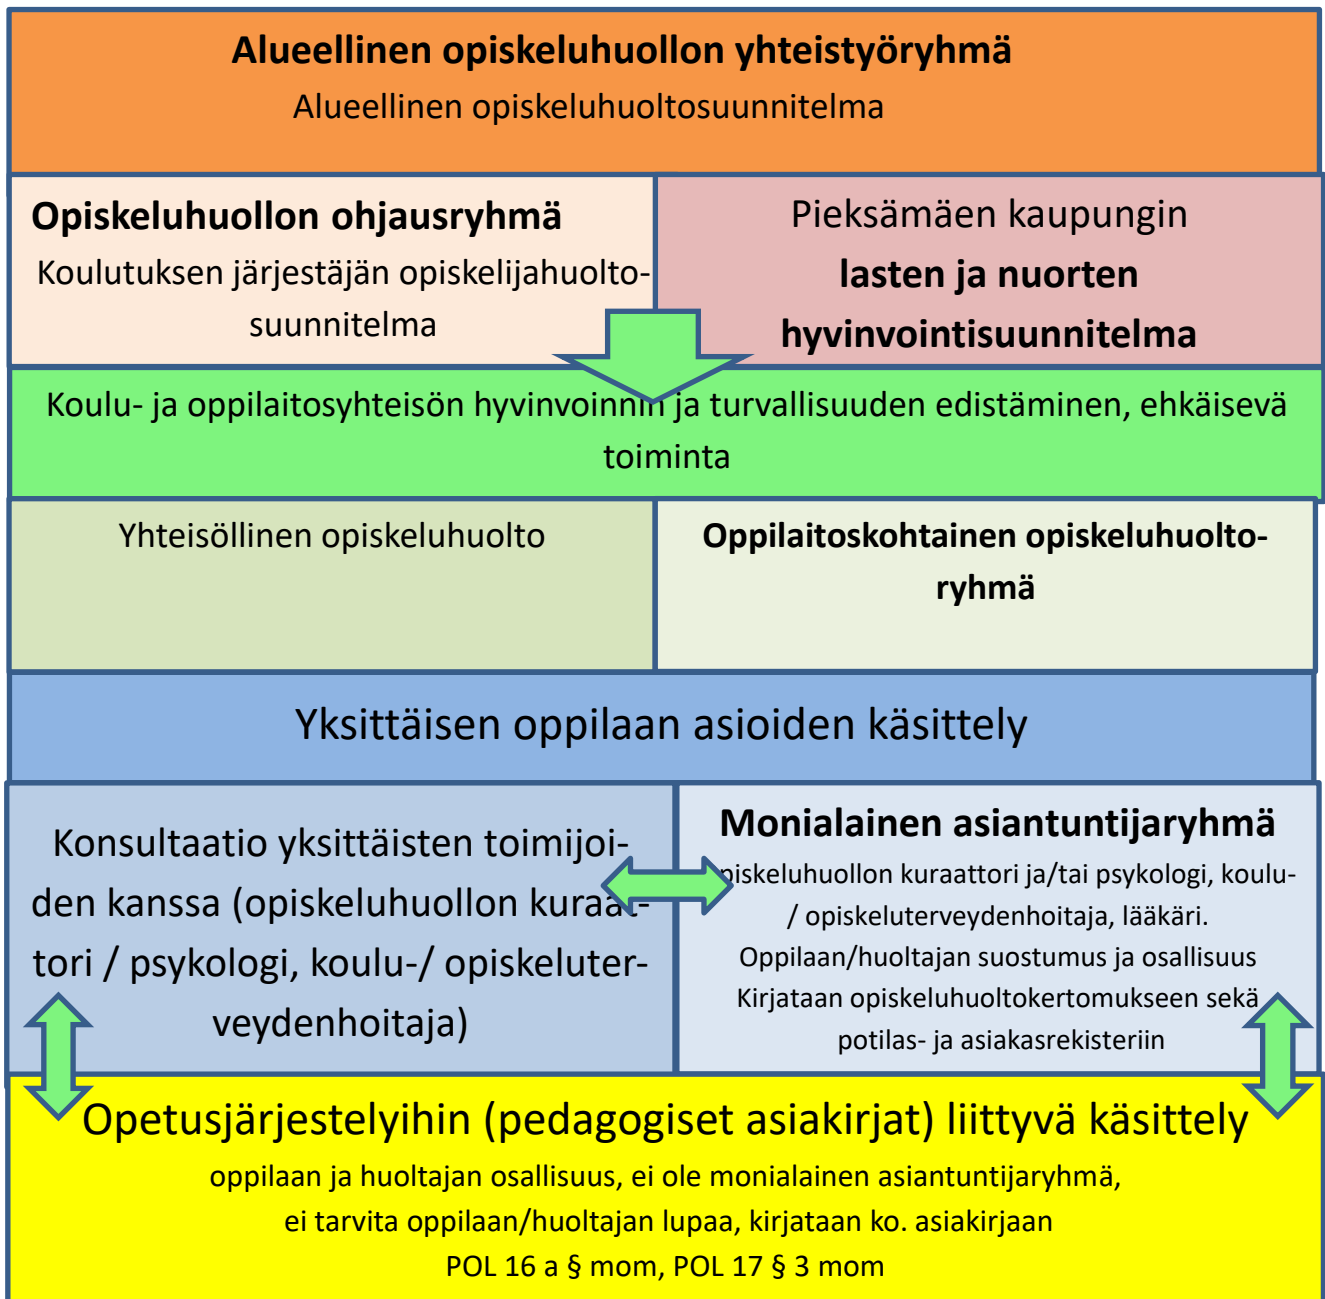 Alueellinen opiskeluhuollon yhteistyöryhmä
Alueellinen opiskeluhuoltosuunnitelma
Opiskeluhuollon ohjausryhmä
Koulutuksen järjestäjän opiskelijahuolto-
suunnitelma
Pieksämäen kaupungin
lasten ja nuorten
hyvinvointisuunnitelma
Koulu- ja oppilaitosyhteisön hyvinvoinnin ja turvallisuuden edistäminen, ehkäisevä
toiminta
Yhteisöllinen opiskeluhuolto
Oppilaitoskohtainen opiskeluhuolto-
ryhmä
Yksittäisen oppilaan asioiden käsittely
Konsultaatio yksittäisten toimijoi-
den kanssa (opiskeluhuollon kuraat-
tori / psykologi, koulu-/ opiskeluter-
veydenhoitaja)
Monialainen asiantuntijaryhmä
piskeluhuollon kuraattori ja/tai psykologi, koulu-
/ opiskeluterveydenhoitaja, lääkäri.
Oppilaan/huoltajan suostumus ja osallisuus
Kirjataan opiskeluhuoltokertomukseen sekä
potilas- ja asiakasrekisteriin
Opetusjärjestelyihin (pedagogiset asiakirjat) liittyvä käsittely
oppilaan ja huoltajan osallisuus, ei ole monialainen asiantuntijaryhmä,
ei tarvita oppilaan/huoltajan lupaa, kirjataan ko. asiakirjaan
POL 16 a § mom, POL 17 § 3 mom